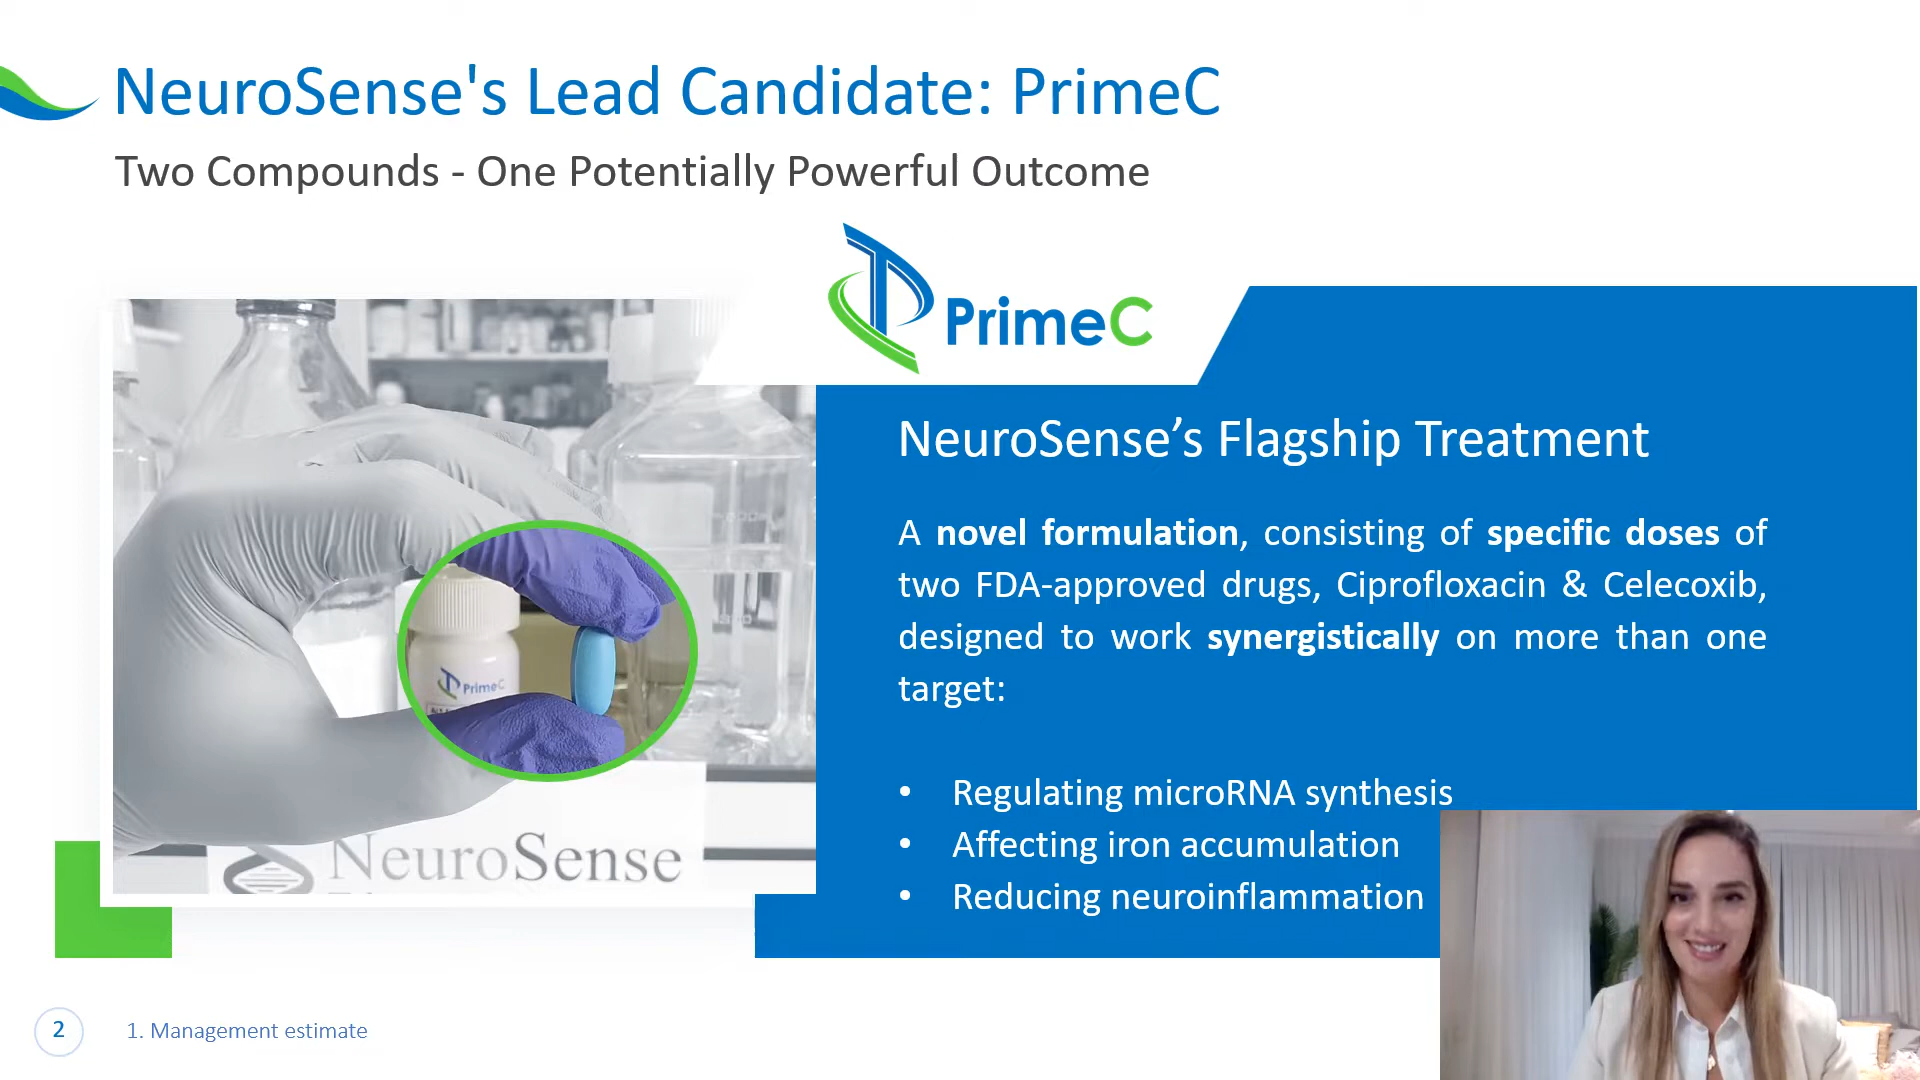 NeuroSense's Lead Candidate: PrimeC
Two Compounds - One Potentially Powerful Outcome
PrimeC
NeuroSense’s Flagship Treatment
A novel formulation, consisting of specific doses of
two FDA-approved drugs, Ciprofloxacin & Celecoxib,
designed to work synergistically on more than one
target:
• Regulating microRNA synthesis
• Affecting iron accumulation
• Reducing neuroinflammation
PrimeC
NeuroSense
2
1. Management estimate